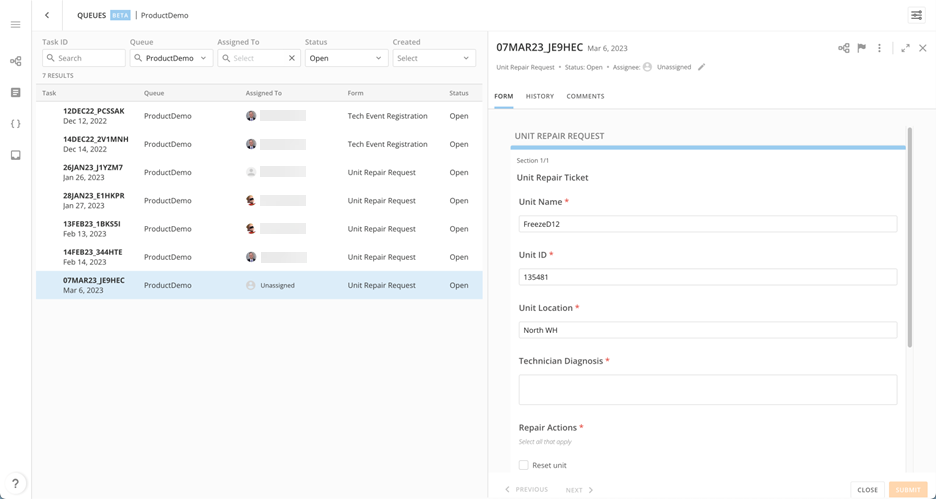 QUEUES BETA | ProductDemo
Task ID Queue Assigned To Status Created
Search ProductDemo Select Open Select
7 RESULTS
Task Queue Assigned To Form Status
12DEC22_PCSSAK
Dec 12, 2022 ProductDemo Tech Event Registration Open
14DEC22_2V1MNH
Dec 14, 2022 ProductDemo Tech Event Registration Open
26JAN23_J1YZM7
Jan 26, 2023 ProductDemo Unit Repair Request Open
28JAN23_E1HKPR
Jan 27, 2023 ProductDemo Unit Repair Request Open
13FEB23_1BKS5I
Feb 13, 2023 ProductDemo Unit Repair Request Open
14FEB23_344HTE
Feb 14, 2023 ProductDemo Unit Repair Request Open
07MAR23_JE9HEC
Mar 6, 2023 ProductDemo Unassigned Unit Repair Request Open
?
07MAR23_JE9HEC Mar 6, 2023
Unit Repair Request • Status: Open • Assignee: Unassigned
FORM HISTORY COMMENTS
UNIT REPAIR REQUEST
Section 1/1
Unit Repair Ticket
Unit Name *
FreezeD12
Unit ID *
135481
Unit Location *
North WH
Technician Diagnosis *
Repair Actions *
Select all that apply
Reset unit
PREVIOUS NEXT CLOSE SUBMIT